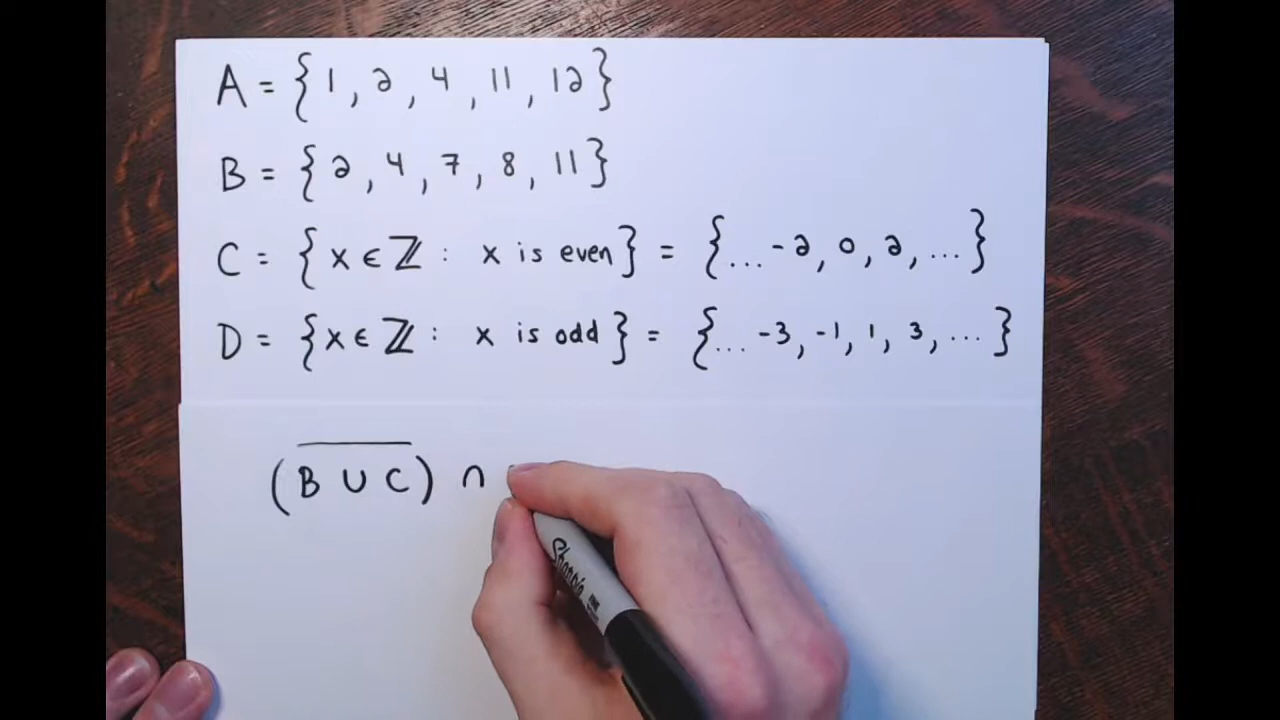 A = {1, 2, 4, 11, 12}
B = {2, 4, 7, 8, 11}
C = {x ∈ ℤ : x is even} = {... -2, 0, 2, ...}
D = {x ∈ ℤ : x is odd} = {... -3, -1, 1, 3, ...}
(B̅ ̅∪̅ ̅C̅) ∩
Sharpie